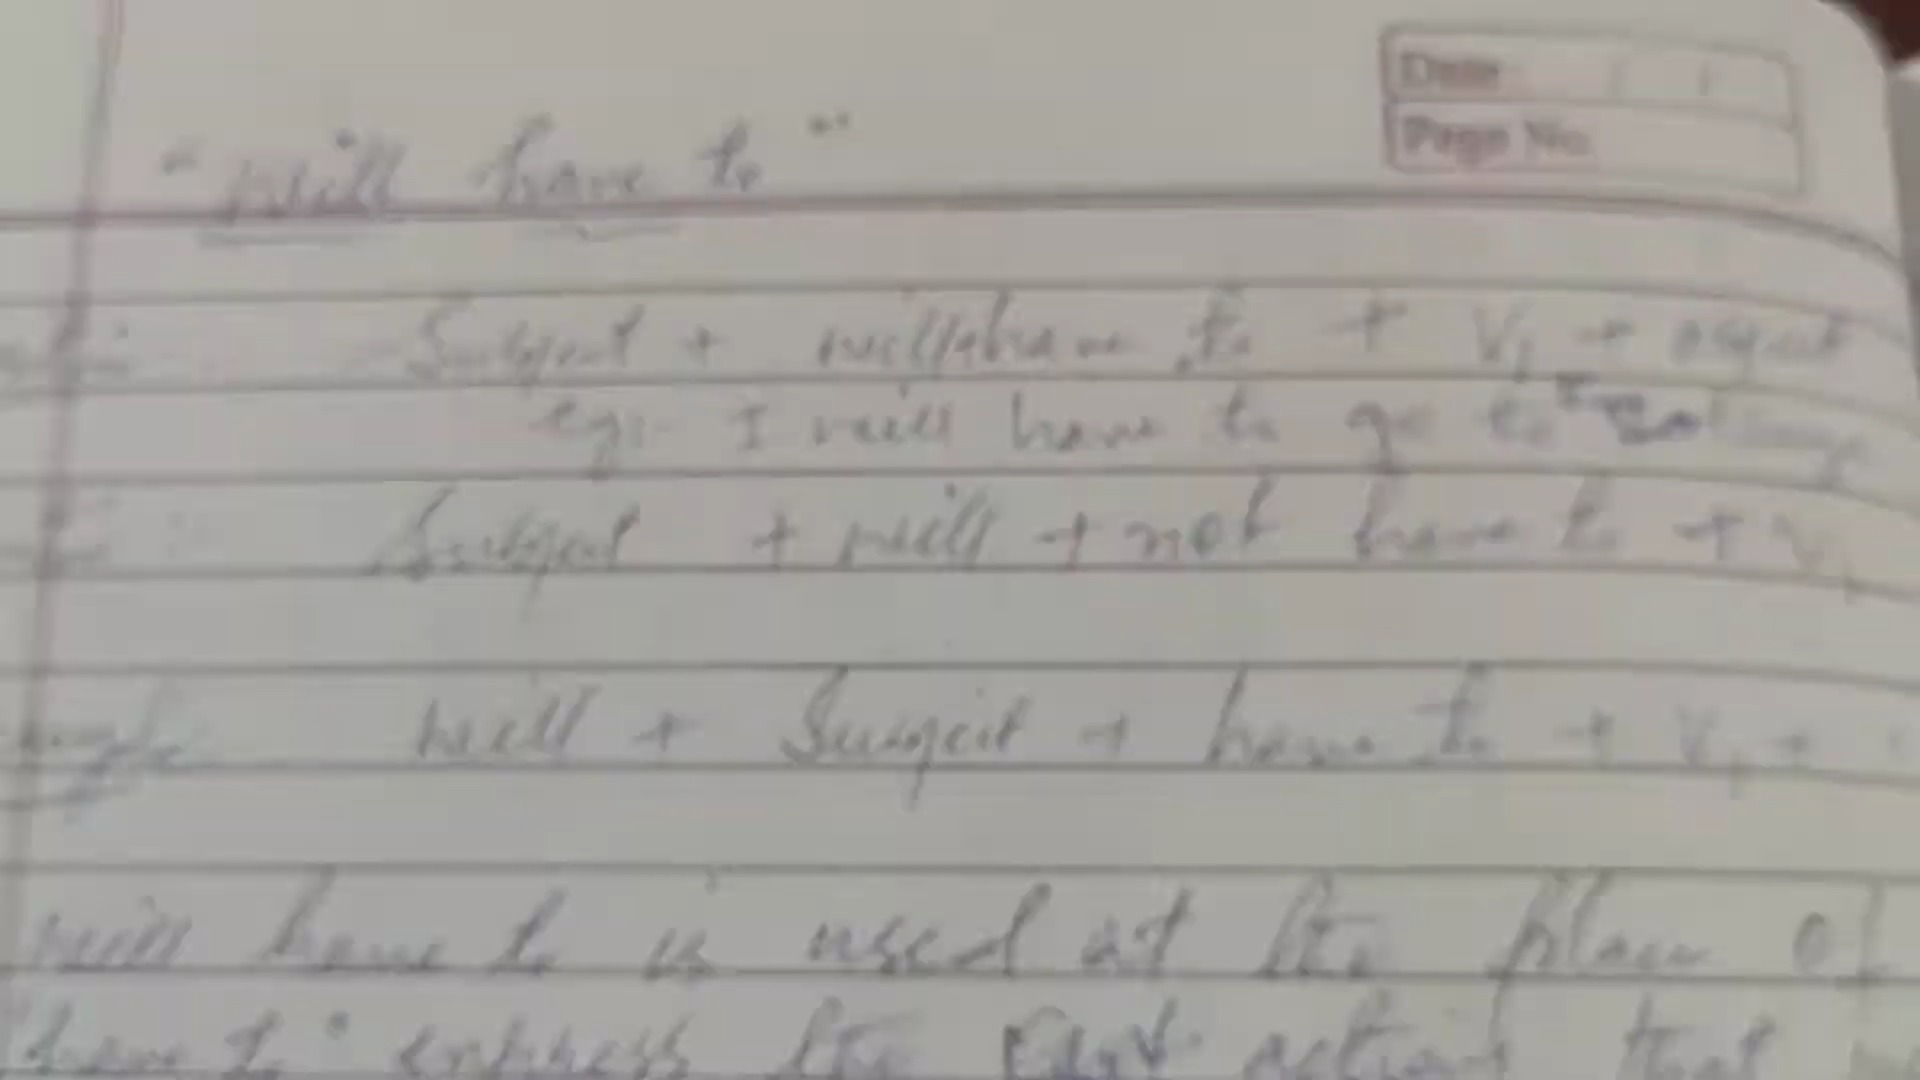 Date
Page No.
"will have to"
Subject + will have to + V1 + object
eg:- I will have to go to
Subject + will + not have to + V1
will + Subject + have to + V1 +
will have to is used at the place of
"have to" express the action that